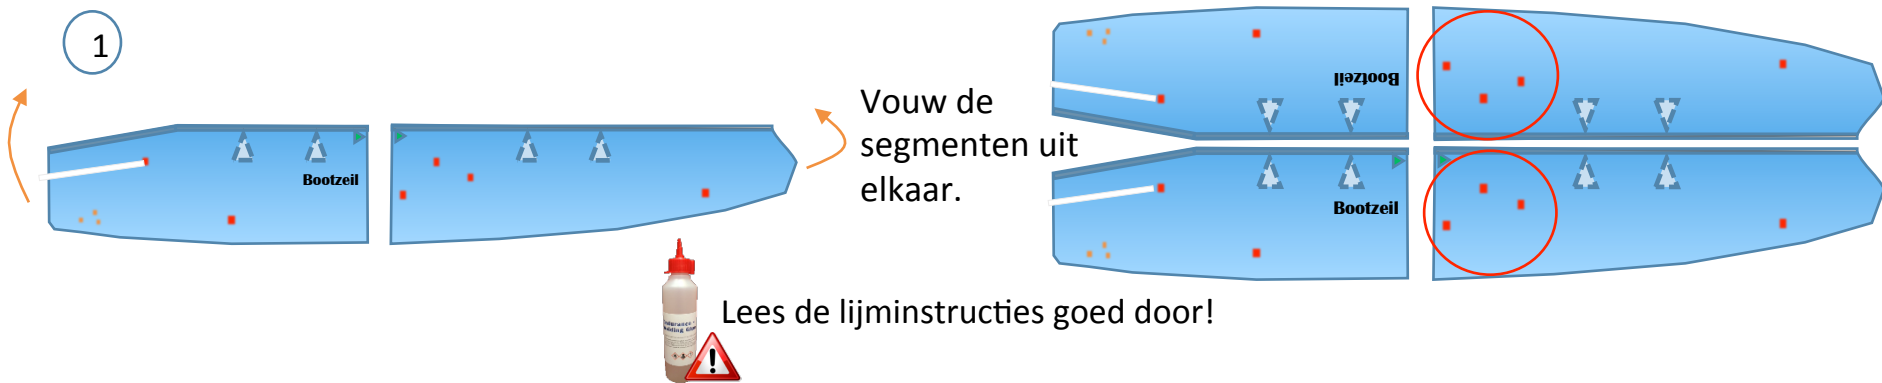 1
Bootzeil
Vouw de
segmenten uit
elkaar.
Bootzeil
Bootzeil
Lees de lijminstructies goed door!